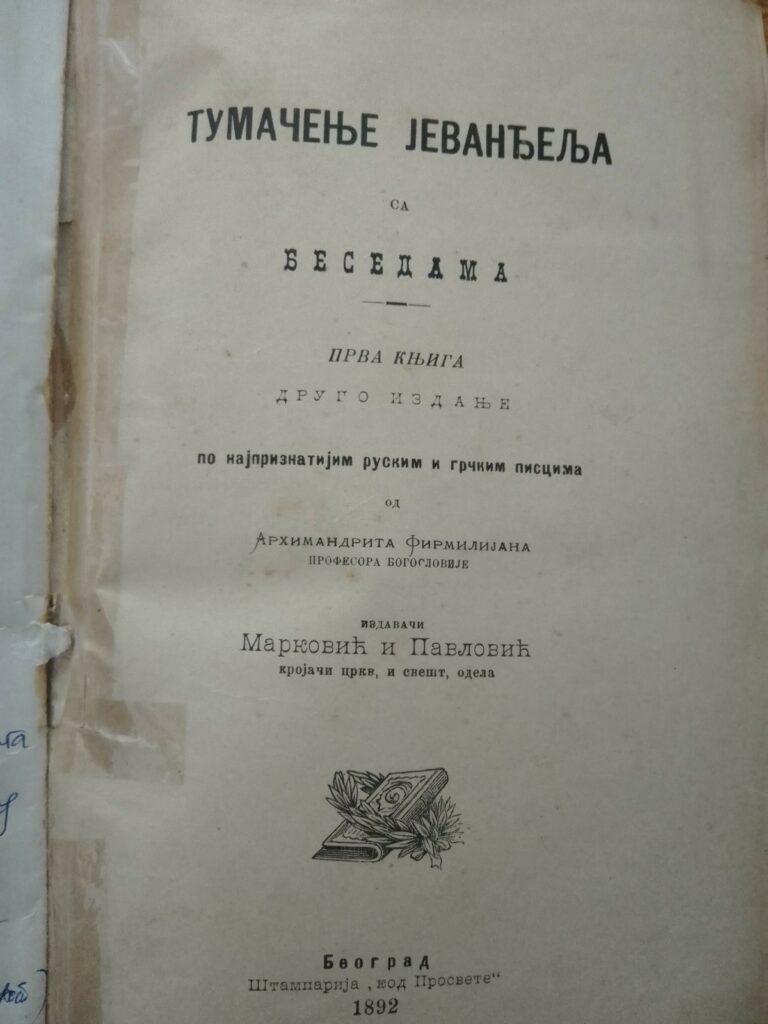 ТУМАЧЕЊЕ ЈЕВАНЂЕЉА
СА
БЕСЕДАМА
ПРВА КЊИГА
ДРУГО ИЗДАЊЕ
по најпризнатијим руским и грчким писцима
од
Архимандрита Фирмилијана
ПРОФЕСОРА БОГОСЛОВИЈЕ
ИЗДАВАЧИ
Марковић и Павловић
кројачи цркв, и свешт, одела
Београд
Штампарија „код Просвете“
1892